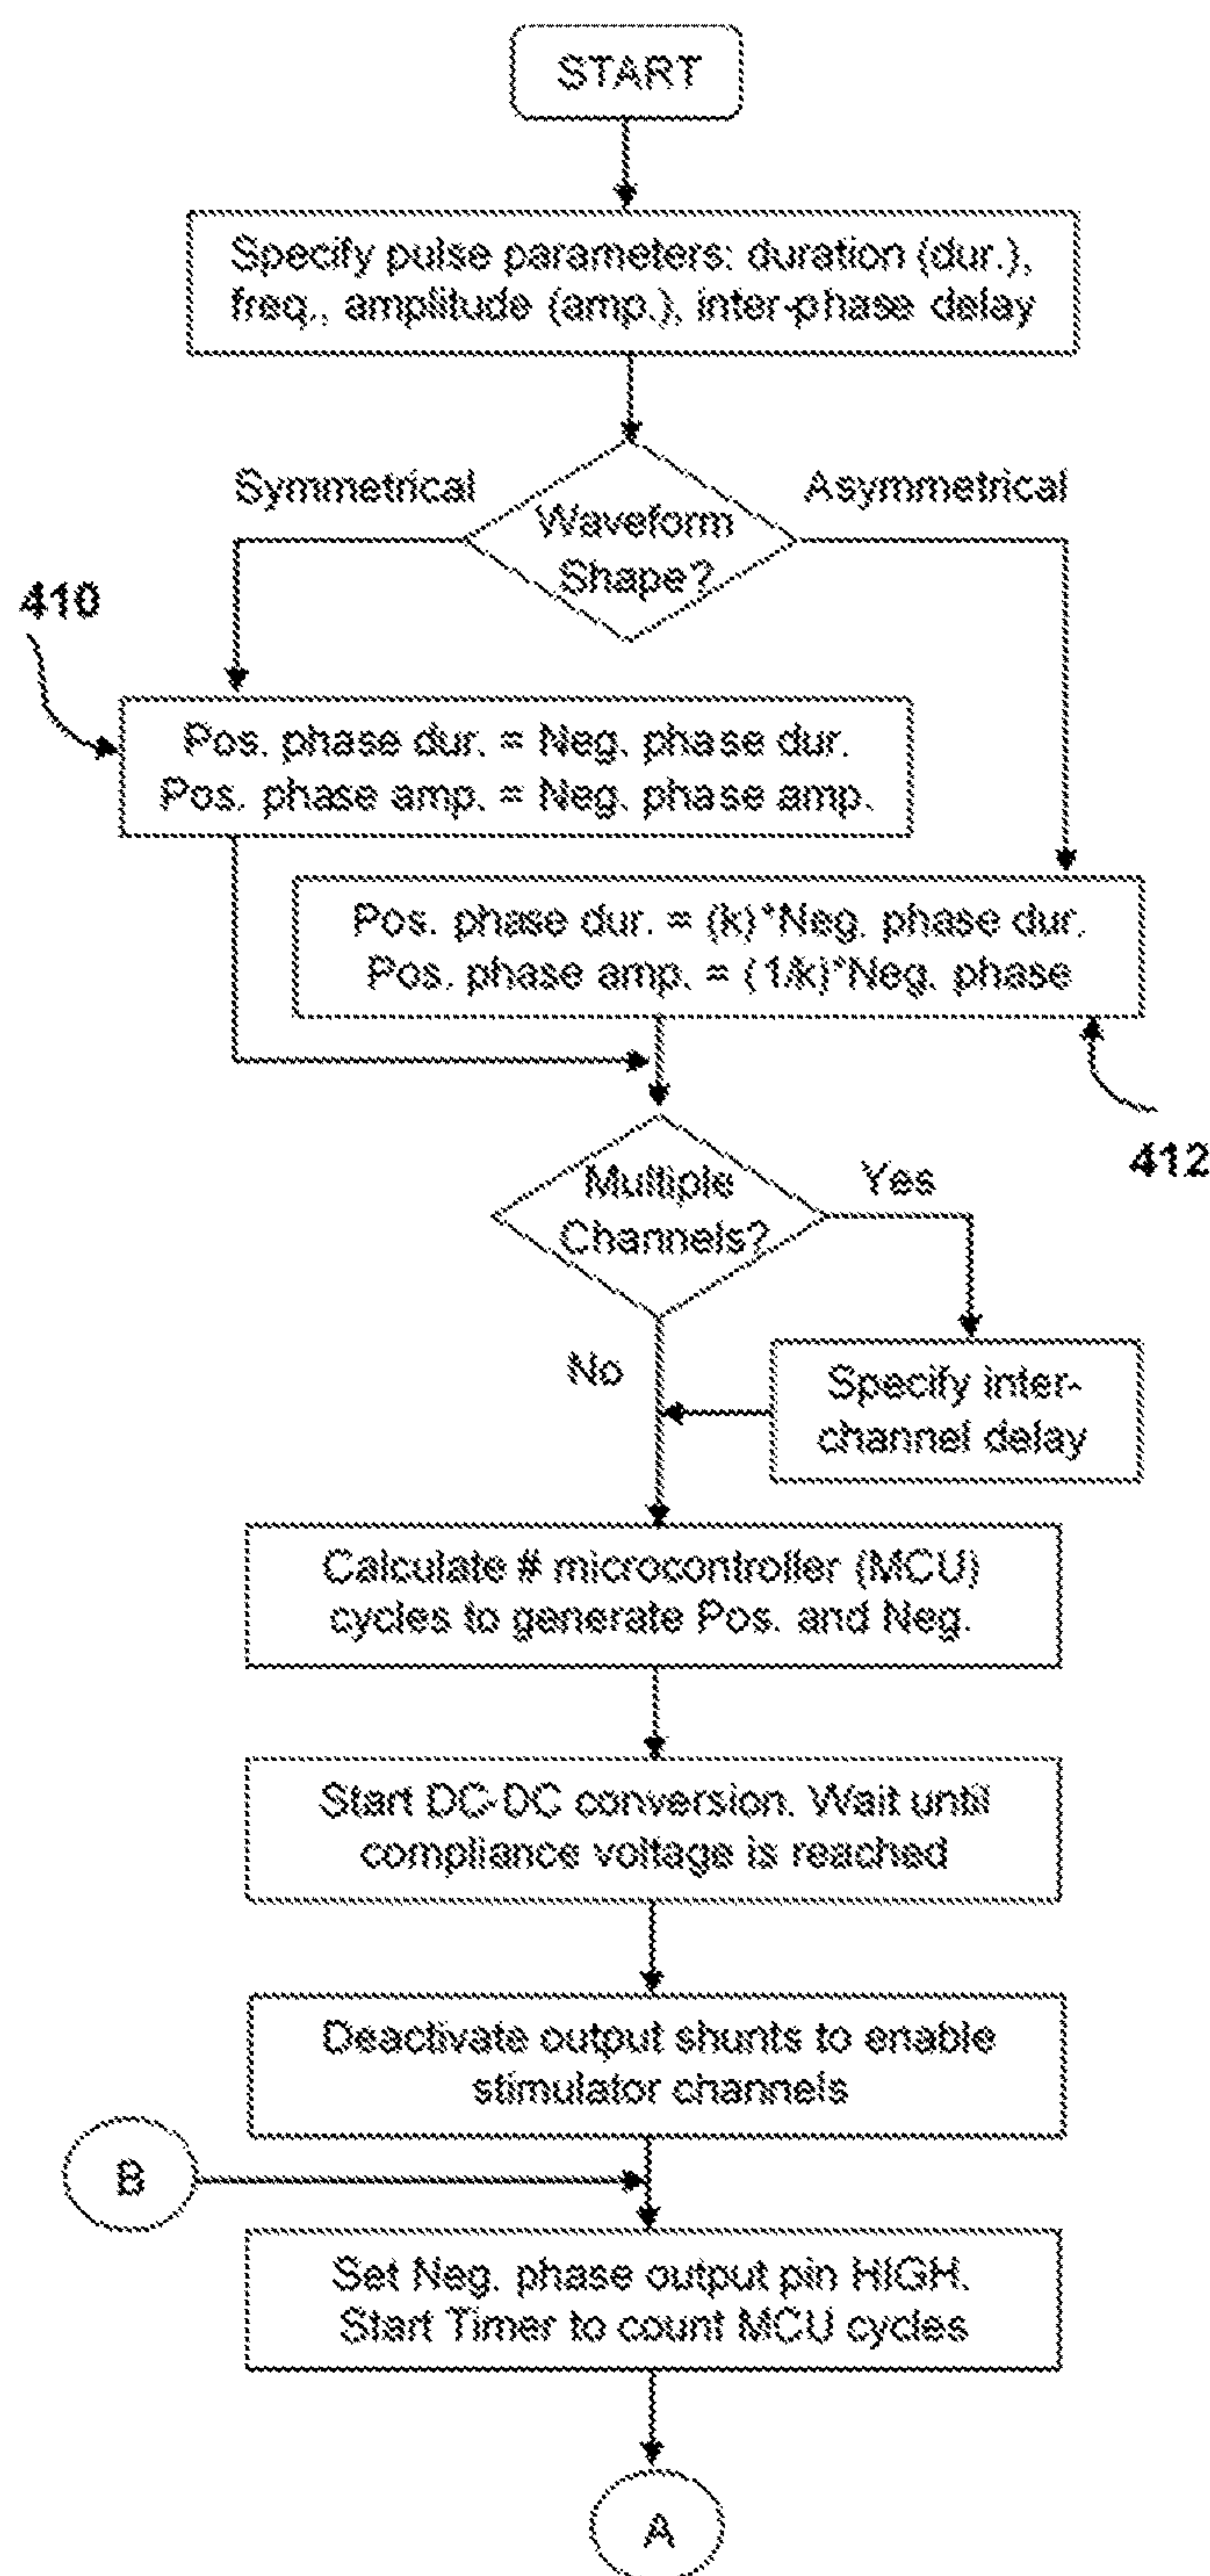 START
Specify pulse parameters: duration (dur.),
freq., amplitude (amp.), inter-phase delay
Symmetrical
Asymmetrical
Waveform
Shape?
410
Pos. phase dur. = Neg. phase dur.
Pos. phase amp. = Neg. phase amp.
Pos. phase dur. = (k)*Neg. phase dur.
Pos. phase amp. = (1/k)*Neg. phase
412
Multiple
Channels?
Yes
No
Specify inter-
channel delay
Calculate # microcontroller (MCU)
cycles to generate Pos. and Neg.
Start DC-DC conversion. Wait until
compliance voltage is reached
Deactivate output shunts to enable
stimulator channels
B
Set Neg. phase output pin HIGH.
Start Timer to count MCU cycles
A